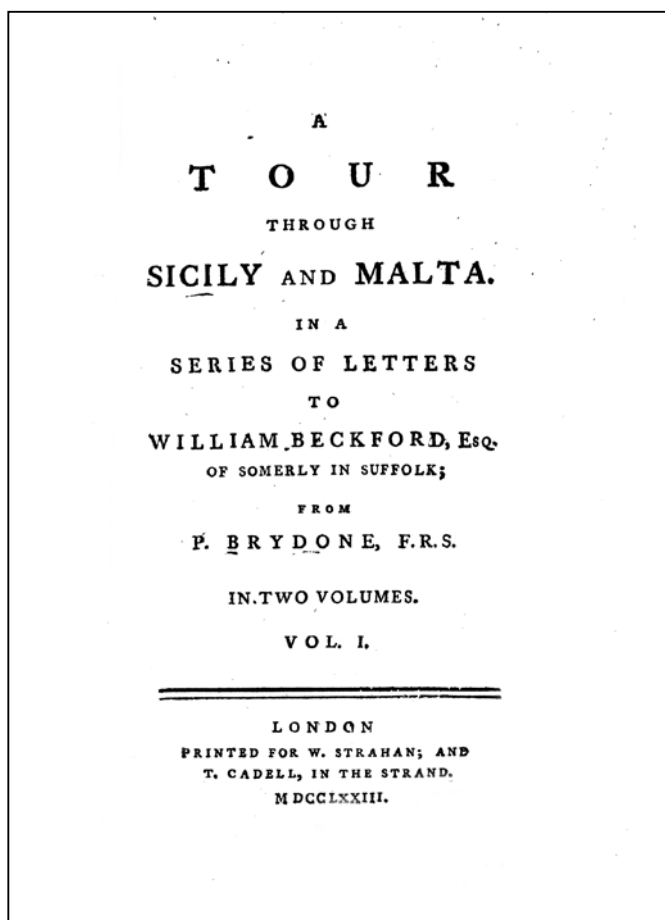 A
TOUR
THROUGH
SICILY AND MALTA.
IN A
SERIES OF LETTERS
TO
WILLIAM BECKFORD, Esq.
OF SOMERLY IN SUFFOLK;
FROM
P. BRYDONE, F.R.S.
IN TWO VOLUMES.
VOL. I.
LONDON
PRINTED FOR W. STRAHAN; AND
T. CADELL, IN THE STRAND.
MDCCLXXIII.